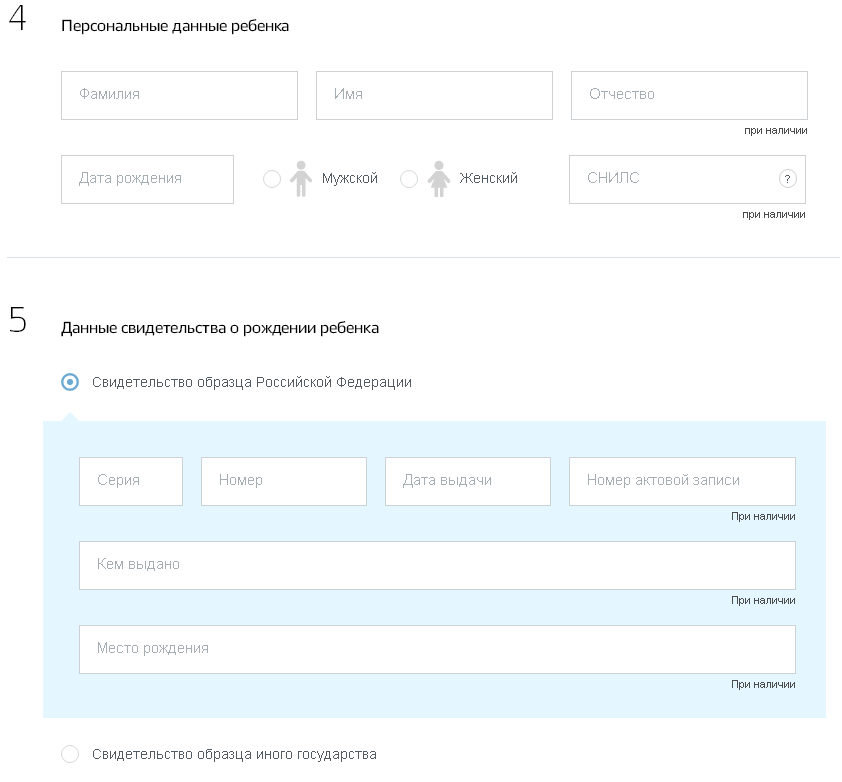 4
Персональные данные ребенка
Фамилия
Имя
Отчество
при наличии
Дата рождения
Мужской
Женский
СНИЛС
?
при наличии
5
Данные свидетельства о рождении ребенка
Свидетельство образца Российской Федерации
Серия
Номер
Дата выдачи
Номер актовой записи
При наличии
Кем выдано
При наличии
Место рождения
При наличии
Свидетельство образца иного государства